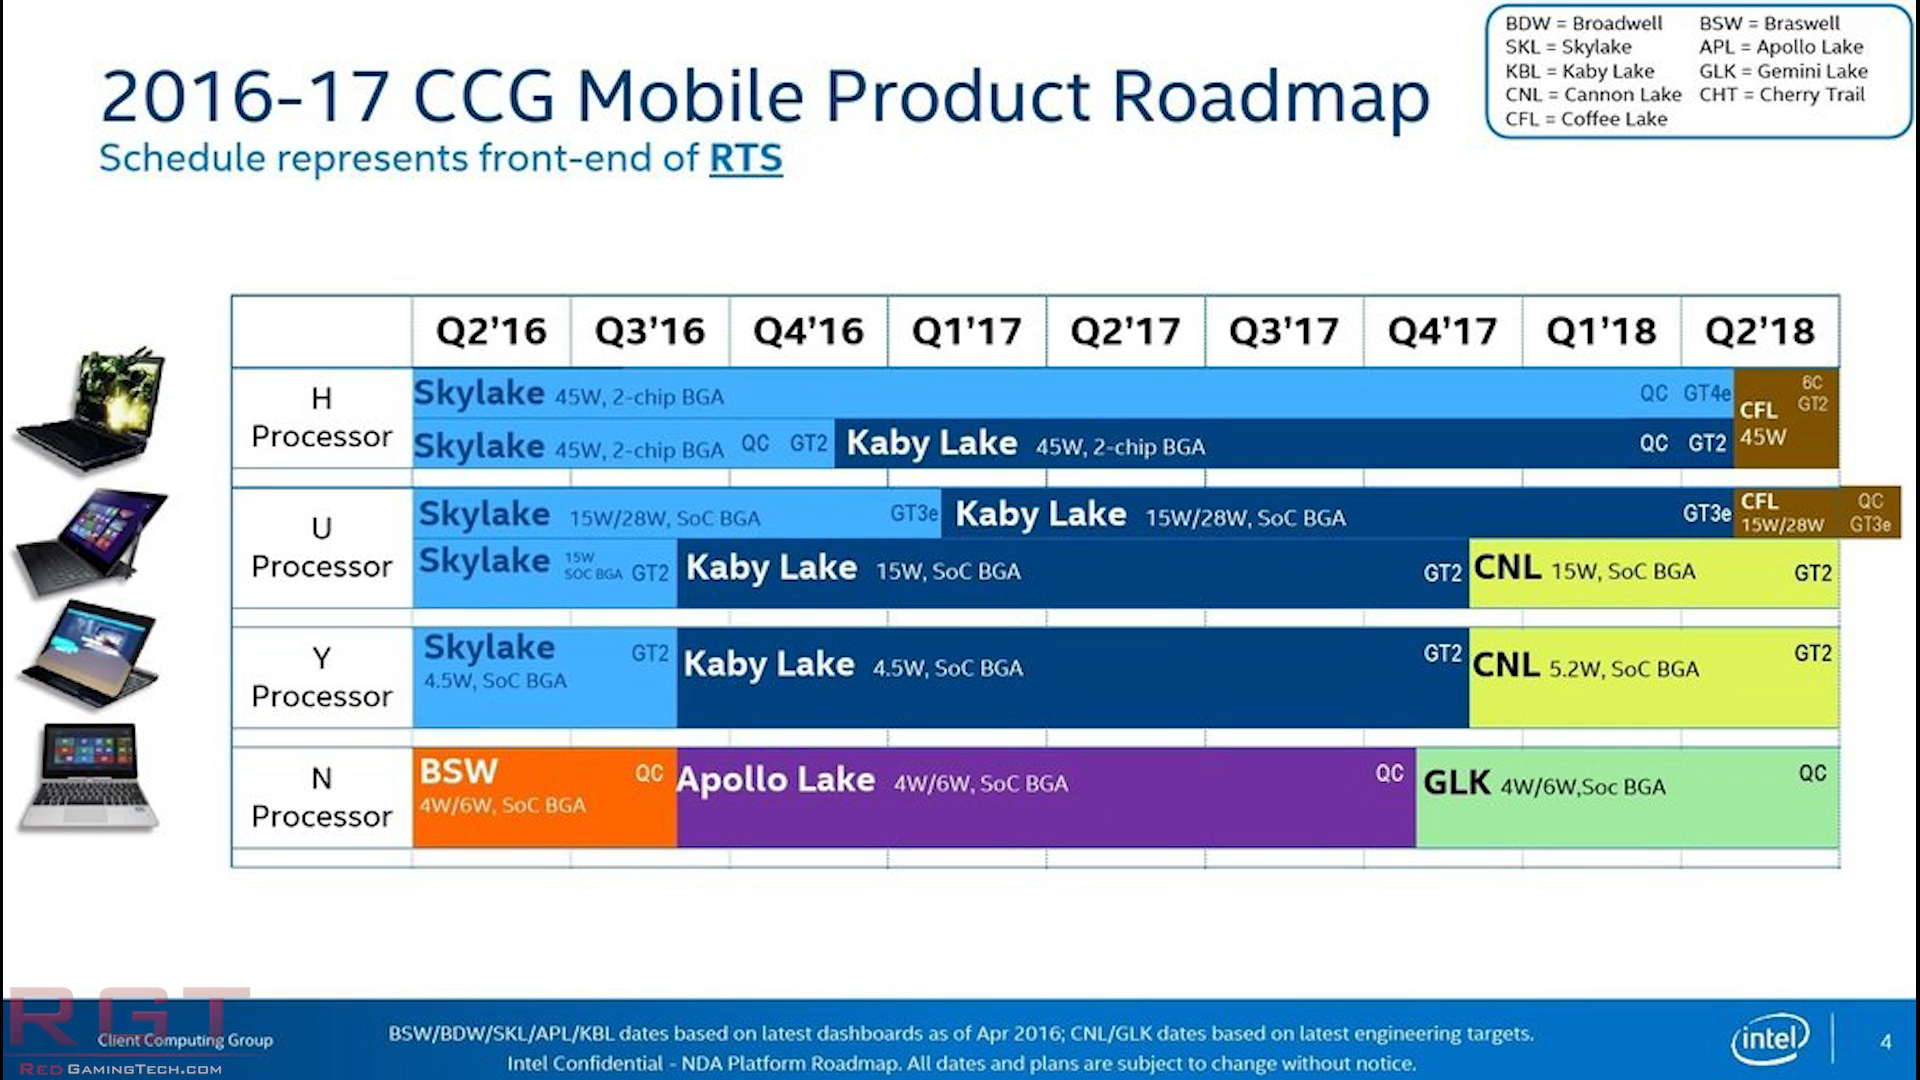 BDW = Broadwell BSW = Braswell
SKL = Skylake APL = Apollo Lake
KBL = Kaby Lake GLK = Gemini Lake
CNL = Cannon Lake CHT = Cherry Trail
CFL = Coffee Lake
2016-17 CCG Mobile Product Roadmap
Schedule represents front-end of RTS
Q2’16 Q3’16 Q4’16 Q1’17 Q2’17 Q3’17 Q4’17 Q1’18 Q2’18
H
Processor
Skylake 45W, 2-chip BGA QC GT4e
Skylake 45W, 2-chip BGA QC GT2
Kaby Lake 45W, 2-chip BGA QC GT2
6C
GT2
CFL
45W
U
Processor
Skylake 15W/28W, SoC BGA GT3e
Kaby Lake 15W/28W, SoC BGA GT3e
CFL QC
15W/28W GT3e
Skylake 15W
SOC BGA GT2
Kaby Lake 15W, SoC BGA GT2
CNL 15W, SoC BGA GT2
Y
Processor
Skylake GT2
4.5W, SoC BGA
Kaby Lake 4.5W, SoC BGA GT2
CNL 5.2W, SoC BGA GT2
N
Processor
BSW QC
4W/6W, SoC BGA
Apollo Lake 4W/6W, SoC BGA QC
GLK 4W/6W,Soc BGA QC
RGT
Client Computing Group
RedGamingTech.com
BSW/BDW/SKL/APL/KBL dates based on latest dashboards as of Apr 2016; CNL/GLK dates based on latest engineering targets.
Intel Confidential - NDA Platform Roadmap. All dates and plans are subject to change without notice.
intel
4